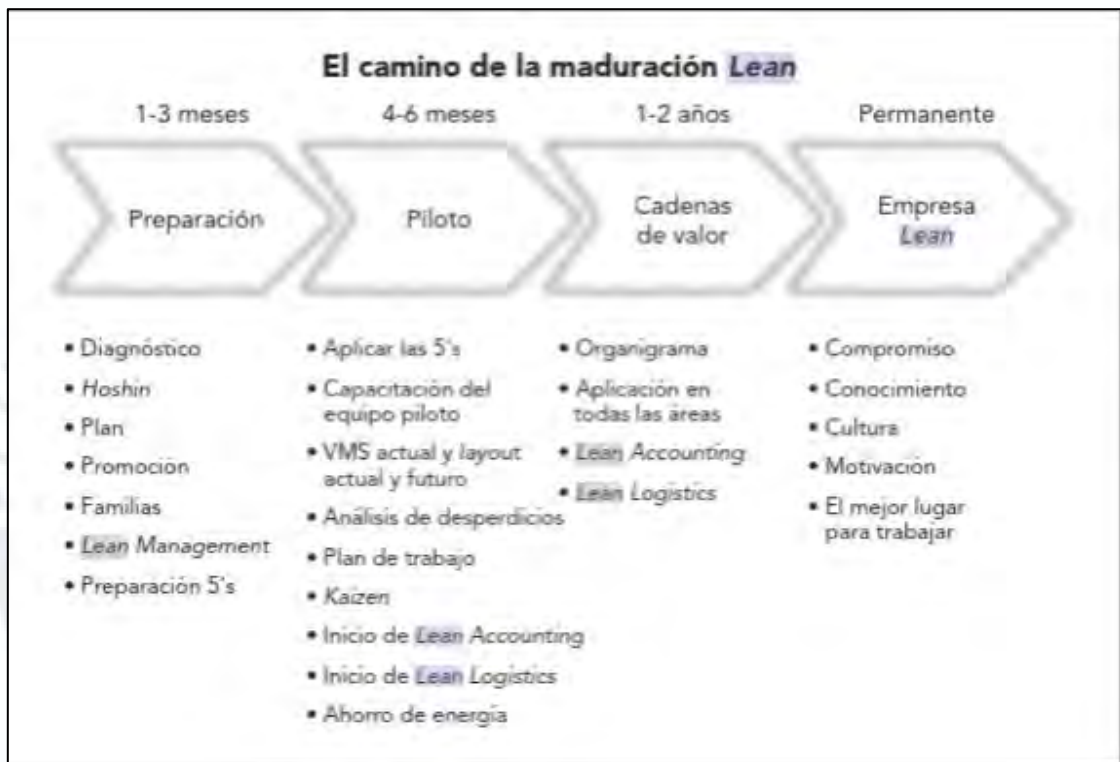 El camino de la maduración Lean
1-3 meses
4-6 meses
1-2 años
Permanente
Preparación
Piloto
Cadenas
de valor
Empresa
Lean
• Diagnóstico
• Hoshin
• Plan
• Promoción
• Familias
• Lean Management
• Preparación 5's
• Aplicar las 5's
• Capacitación del
equipo piloto
• VMS actual y layout
actual y futuro
• Análisis de desperdicios
• Plan de trabajo
• Kaizen
• Inicio de Lean Accounting
• Inicio de Lean Logistics
• Ahorro de energía
• Organigrama
• Aplicación en
todas las áreas
• Lean Accounting
• Lean Logistics
• Compromiso
• Conocimiento
• Cultura
• Motivación
• El mejor lugar
para trabajar